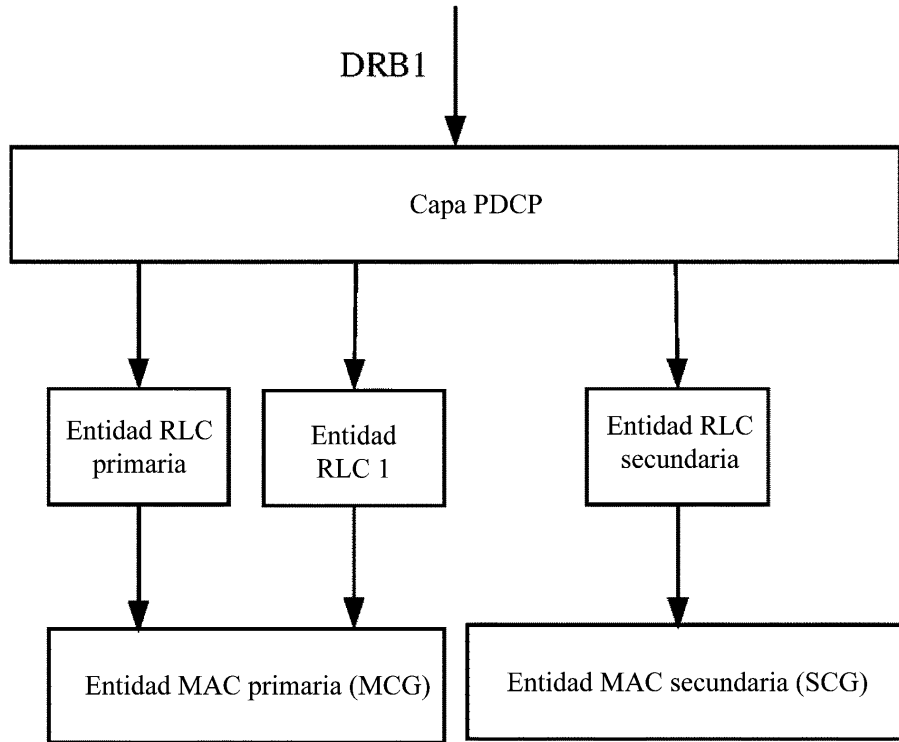 DRB1
Capa PDCP
Entidad RLC
primaria
Entidad
RLC 1
Entidad RLC
secundaria
Entidad MAC primaria (MCG)
Entidad MAC secundaria (SCG)